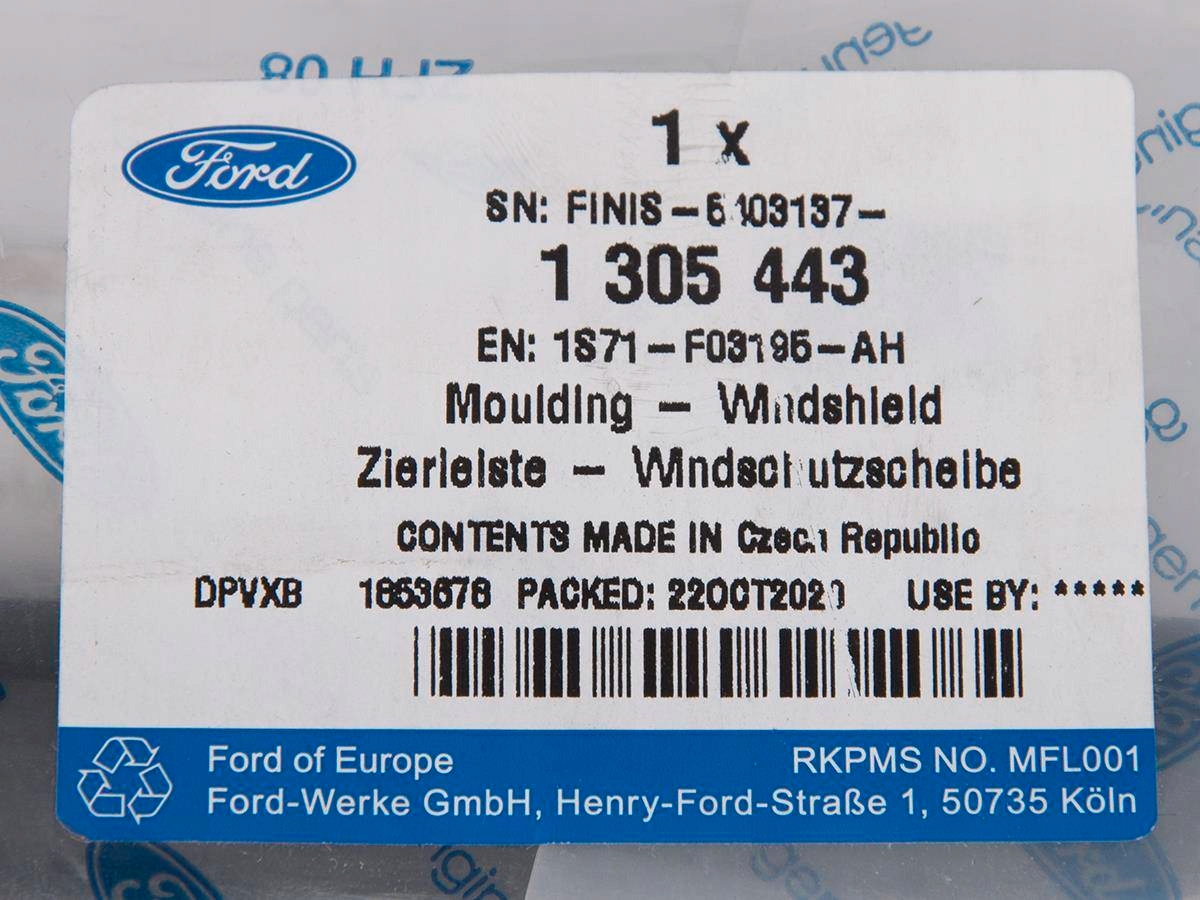 Ford
1 x
SN: FINIS-6103137-
1 305 443
EN: 1S71-F03195-AH
Moulding - Windshield
Zierleiste - Windschutzscheibe
CONTENTS MADE IN Czech Republic
DPVXB 1653678 PACKED: 22OCT2020 USE BY: *****
Ford of Europe
RKPMS NO. MFL001
Ford-Werke GmbH, Henry-Ford-Straße 1, 50735 Köln